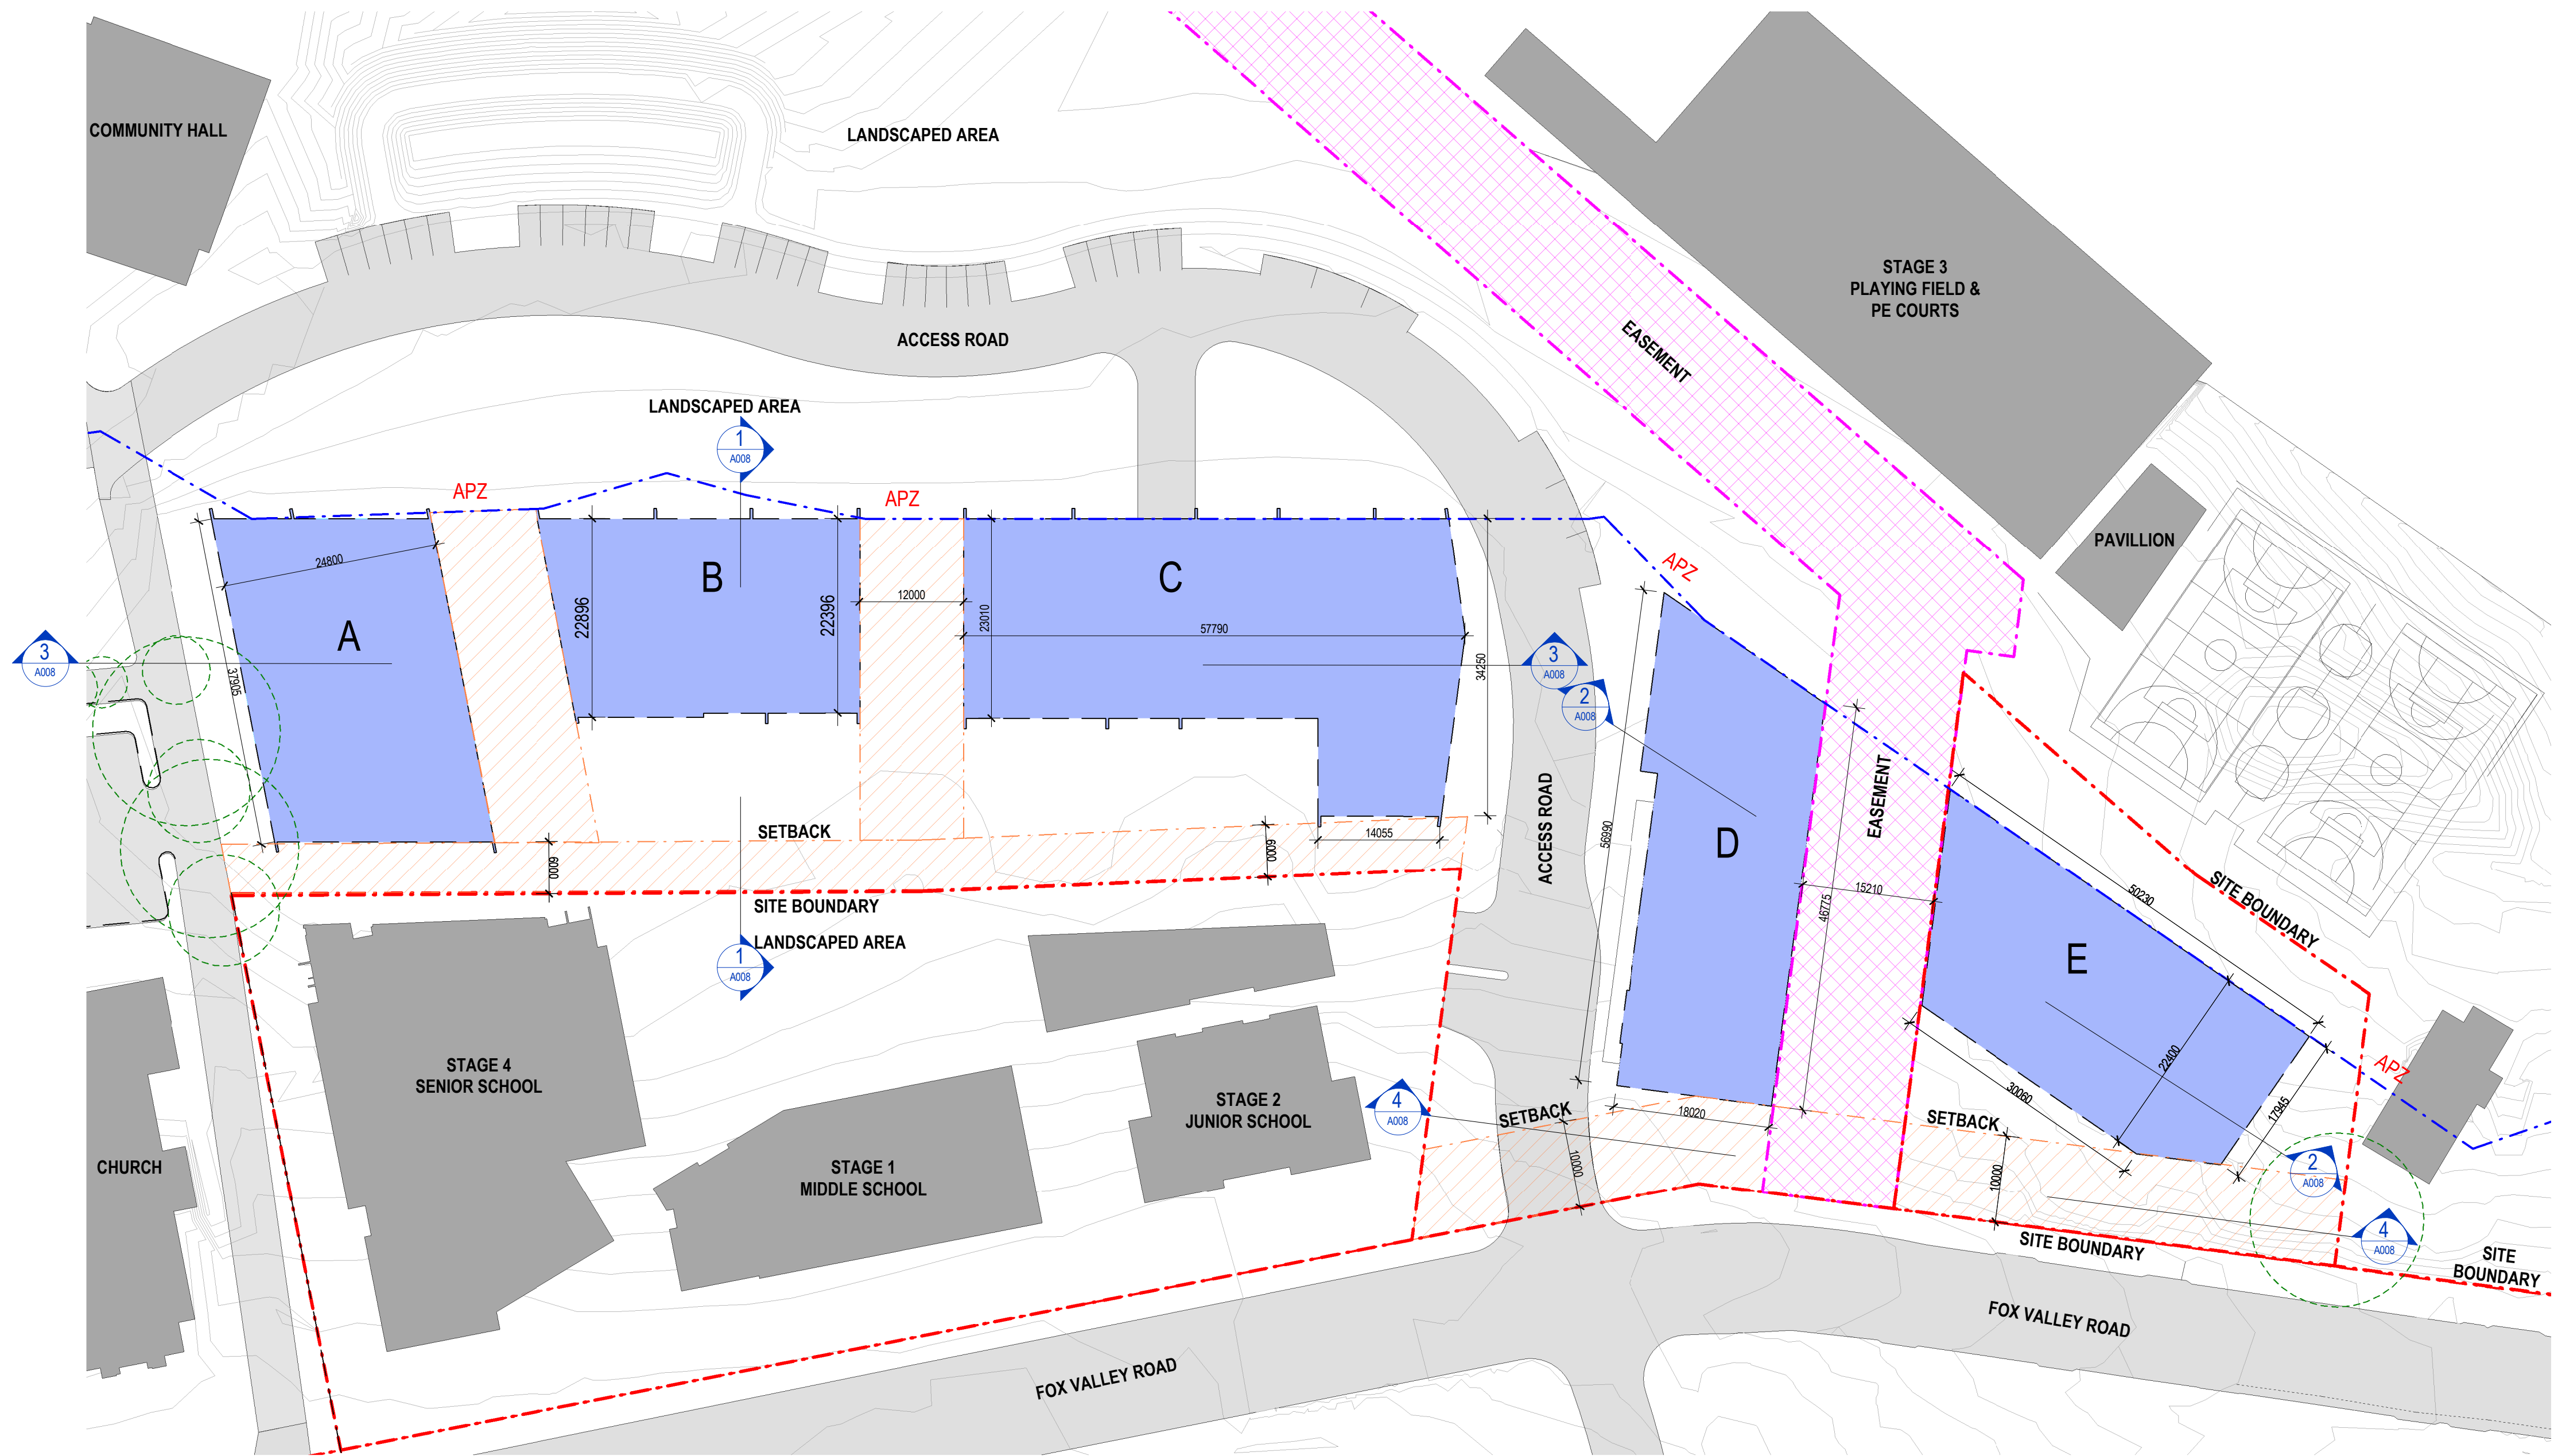 COMMUNITY HALL
LANDSCAPED AREA
STAGE 3
PLAYING FIELD &
PE COURTS
EASEMENT
ACCESS ROAD
LANDSCAPED AREA
1
A008
APZ
APZ
APZ
PAVILLION
24800
A
B
C
D
E
22896
22396
12000
23010
57790
34250
37905
3
A008
3
A008
2
A008
56990
46775
EASEMENT
15210
ACCESS ROAD
SETBACK
6000
6000
14055
SITE BOUNDARY
LANDSCAPED AREA
1
A008
50230
SITE BOUNDARY
22400
30060
17945
APZ
STAGE 4
SENIOR SCHOOL
STAGE 1
MIDDLE SCHOOL
STAGE 2
JUNIOR SCHOOL
CHURCH
4
A008
SETBACK
18020
10000
SETBACK
10000
2
A008
4
A008
SITE BOUNDARY
SITE
BOUNDARY
FOX VALLEY ROAD
FOX VALLEY ROAD